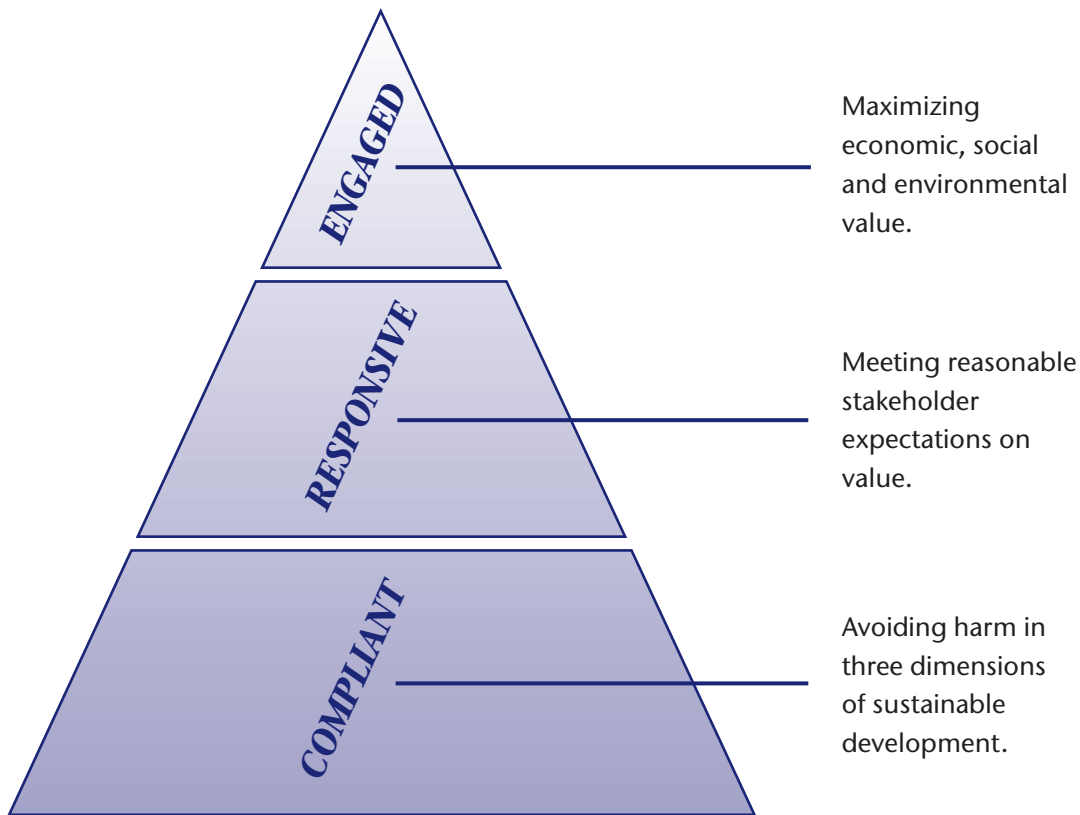 ENGAGED
Maximizing
economic, social
and environmental
value.
RESPONSIVE
Meeting reasonable
stakeholder
expectations on
value.
COMPLIANT
Avoiding harm in
three dimensions
of sustainable
development.